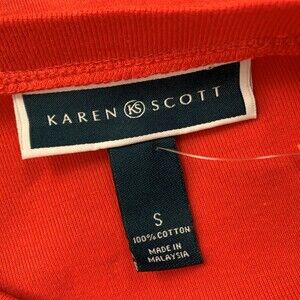 KAREN KS SCOTT
S
100% COTTON
MADE IN
MALAYSIA